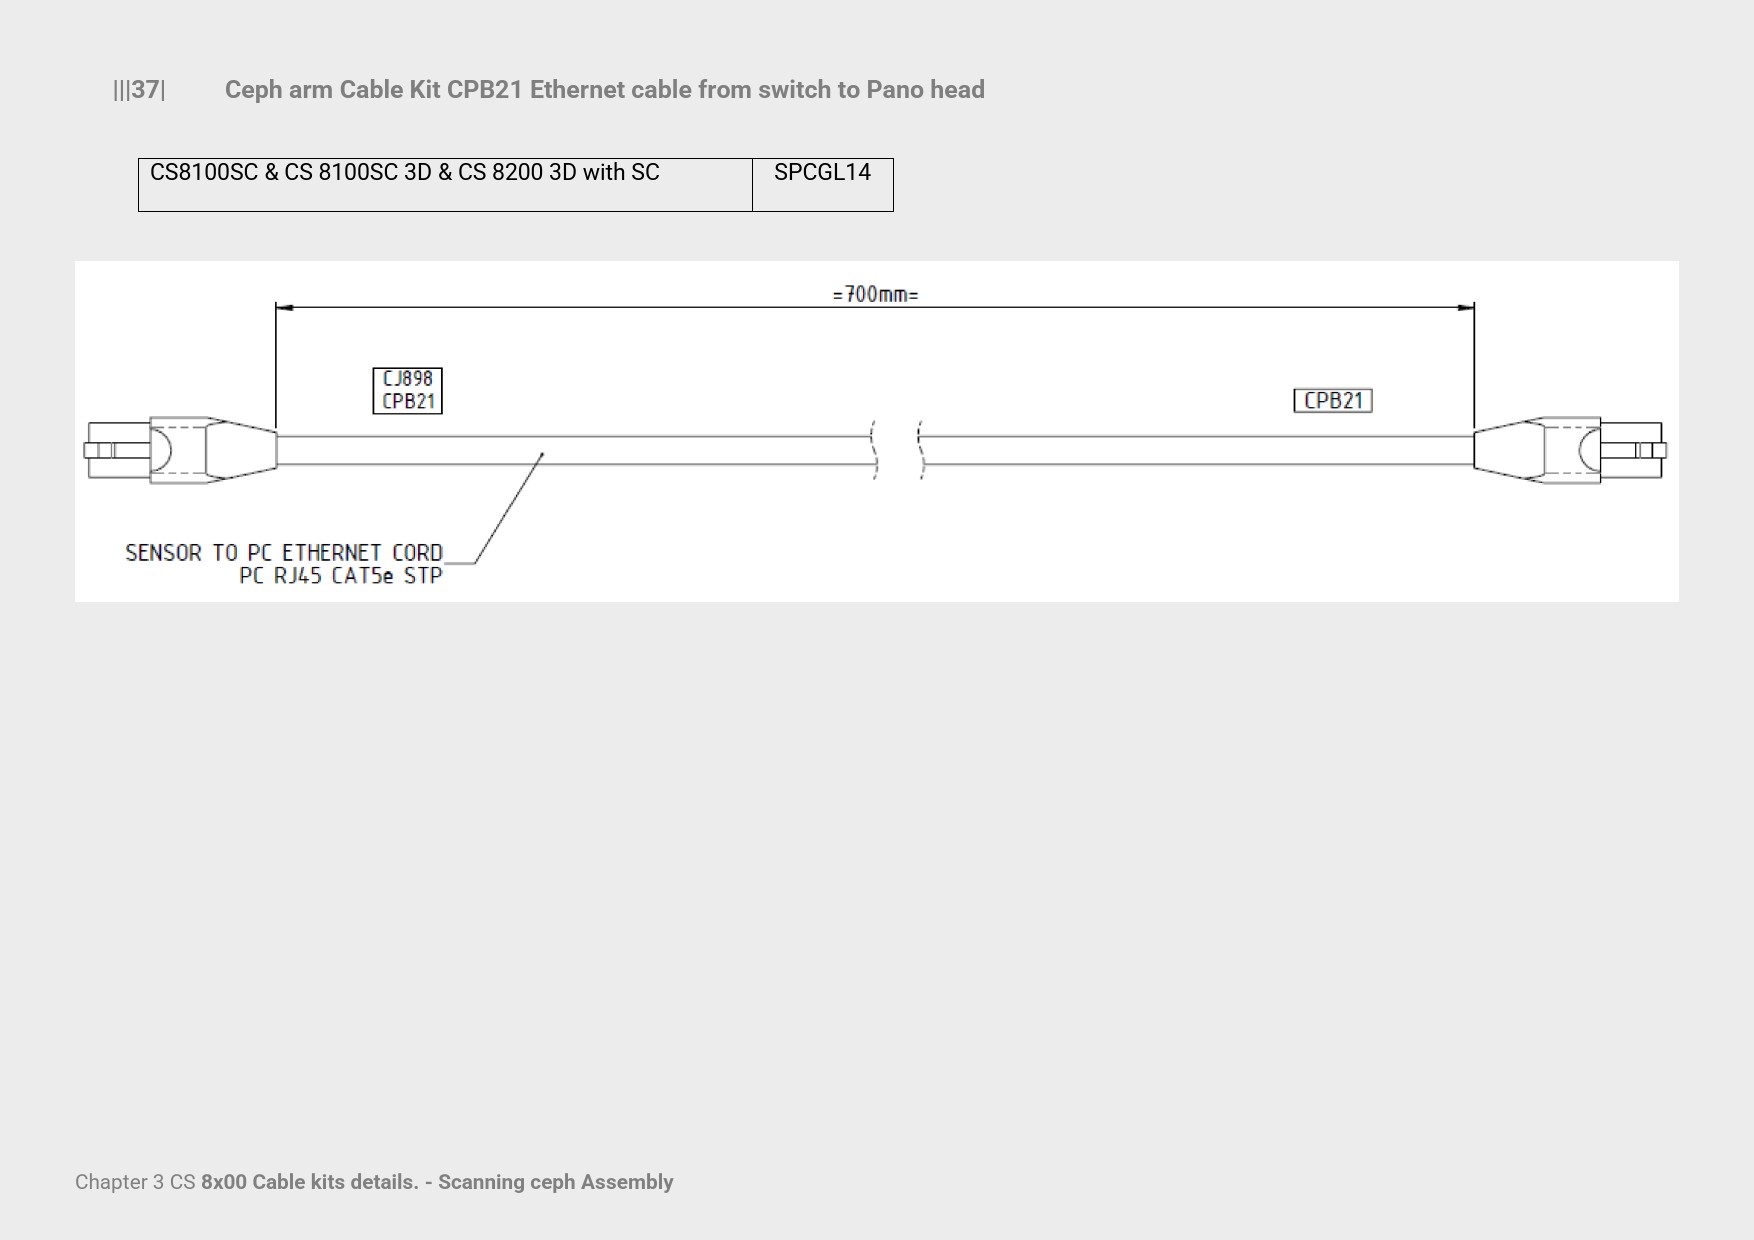 |||37| Ceph arm Cable Kit CPB21 Ethernet cable from switch to Pano head
CS8100SC & CS 8100SC 3D & CS 8200 3D with SC SPCGL14
=700mm=
CJ898
CPB21
CPB21
SENSOR TO PC ETHERNET CORD
PC RJ45 CAT5e STP
Chapter 3 CS 8x00 Cable kits details. - Scanning ceph Assembly